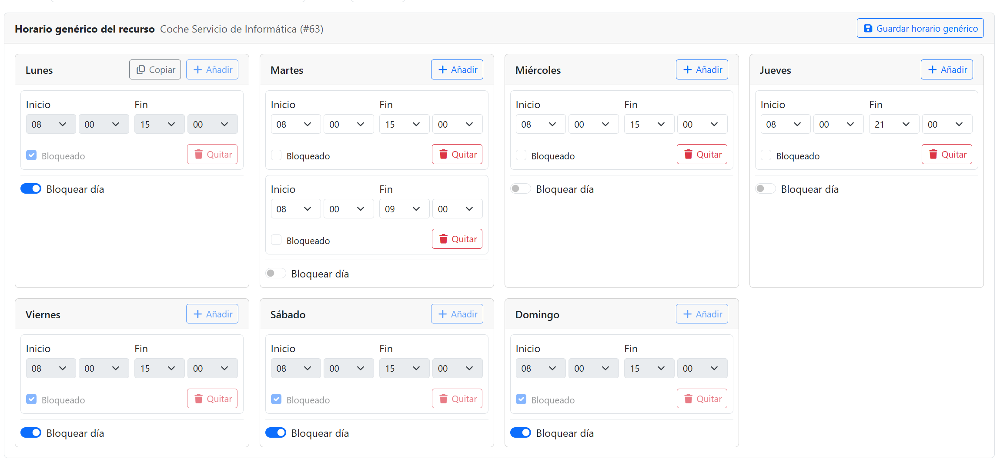 Horario genérico del recurso Coche Servicio de Informática (#63) Guardar horario genérico
Lunes Copiar Añadir
Inicio Fin
08 00 15 00
Bloqueado Quitar
Bloquear día
Martes Añadir
Inicio Fin
08 00 15 00
Bloqueado Quitar
Inicio Fin
08 00 09 00
Bloqueado Quitar
Bloquear día
Miércoles Añadir
Inicio Fin
08 00 15 00
Bloqueado Quitar
Bloquear día
Jueves Añadir
Inicio Fin
08 00 21 00
Bloqueado Quitar
Bloquear día
Viernes Añadir
Inicio Fin
08 00 15 00
Bloqueado Quitar
Bloquear día
Sábado Añadir
Inicio Fin
08 00 15 00
Bloqueado Quitar
Bloquear día
Domingo Añadir
Inicio Fin
08 00 15 00
Bloqueado Quitar
Bloquear día